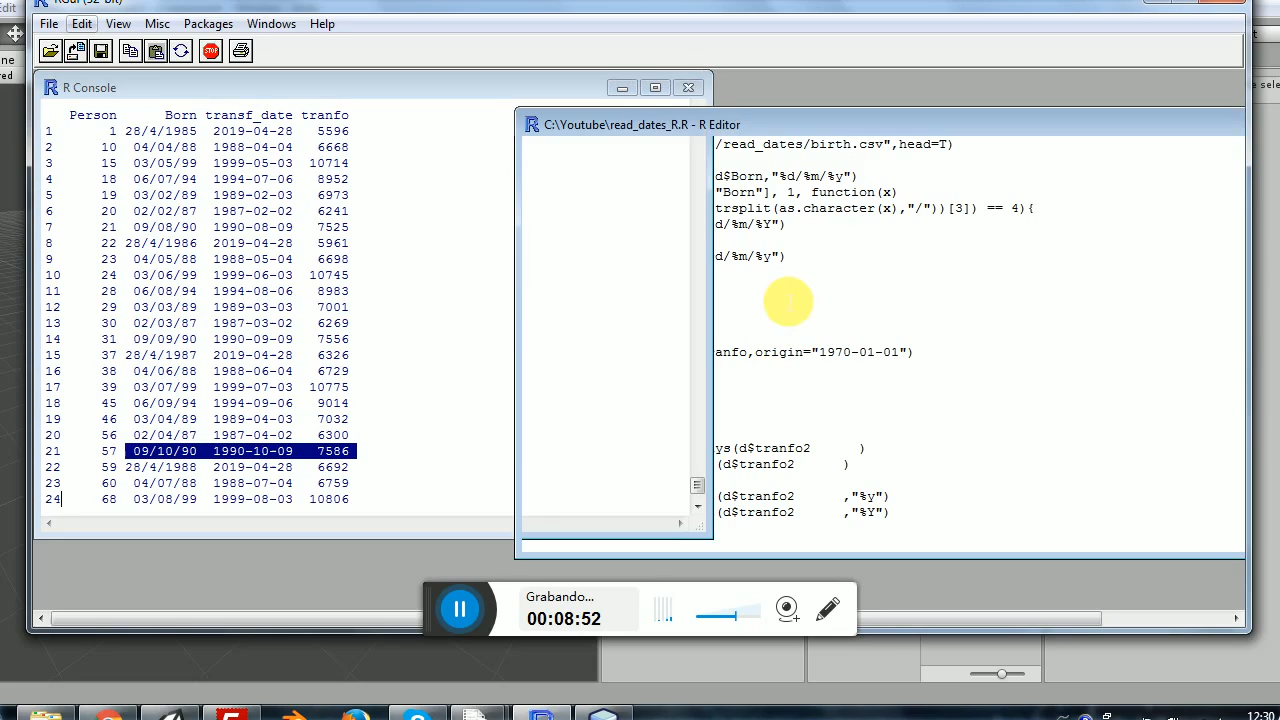 File Edit View Misc Packages Windows Help
STOP
R Console
Person Born transf_date tranfo
1 1 28/4/1985 2019-04-28 5596
2 10 04/04/88 1988-04-04 6668
3 15 03/05/99 1999-05-03 10714
4 18 06/07/94 1994-07-06 8952
5 19 03/02/89 1989-02-03 6973
6 20 02/02/87 1987-02-02 6241
7 21 09/08/90 1990-08-09 7525
8 22 28/4/1986 2019-04-28 5961
9 23 04/05/88 1988-05-04 6698
10 24 03/06/99 1999-06-03 10745
11 28 06/08/94 1994-08-06 8983
12 29 03/03/89 1989-03-03 7001
13 30 02/03/87 1987-03-02 6269
14 31 09/09/90 1990-09-09 7556
15 37 28/4/1987 2019-04-28 6326
16 38 04/06/88 1988-06-04 6729
17 39 03/07/99 1999-07-03 10775
18 45 06/09/94 1994-09-06 9014
19 46 03/04/89 1989-04-03 7032
20 56 02/04/87 1987-04-02 6300
21 57 09/10/90 1990-10-09 7586
22 59 28/4/1988 2019-04-28 6692
23 60 04/07/88 1988-07-04 6759
24 68 03/08/99 1999-08-03 10806
C:\Youtube\read_dates_R.R - R Editor
/read_dates/birth.csv",head=T)
d$Born,"%d/%m/%y")
"Born"], 1, function(x)
trsplit(as.character(x),"/"))[3]) == 4){
d/%m/%Y")
d/%m/%y")
anfo,origin="1970-01-01")
ys(d$tranfo2 )
(d$tranfo2 )
(d$tranfo2 ,"%y")
(d$tranfo2 ,"%Y")
Grabando...
00:08:52
12:30